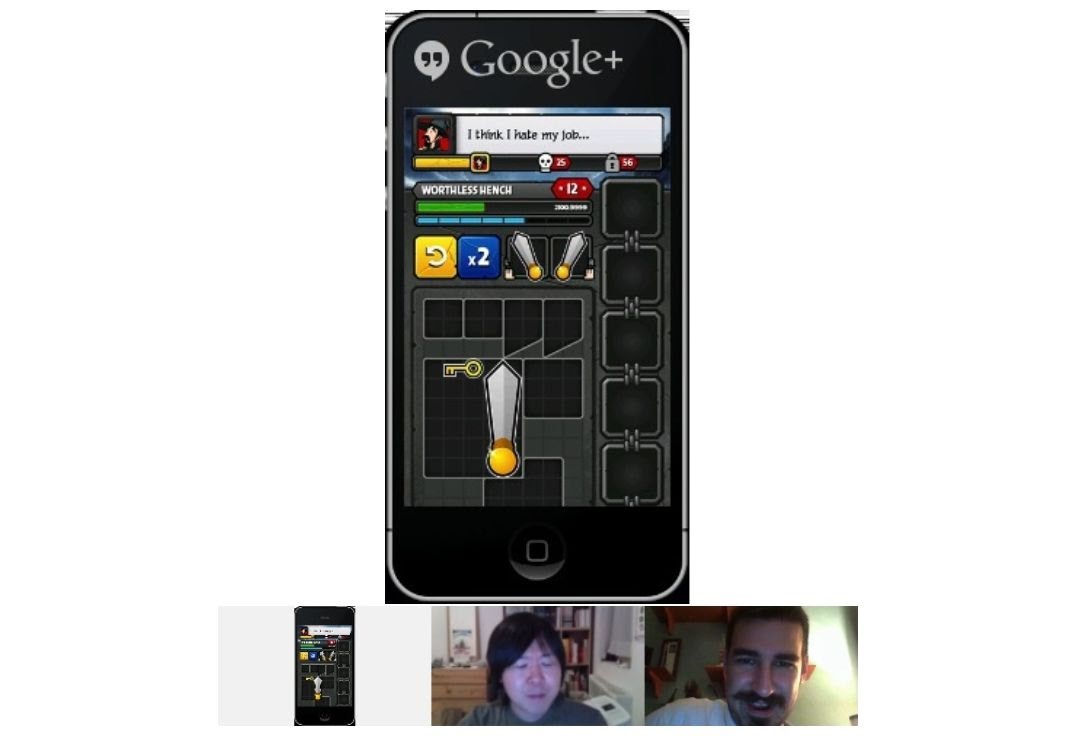 Google+
I think I hate my job...
25
56
WORTHLESS HENCH
12
x2